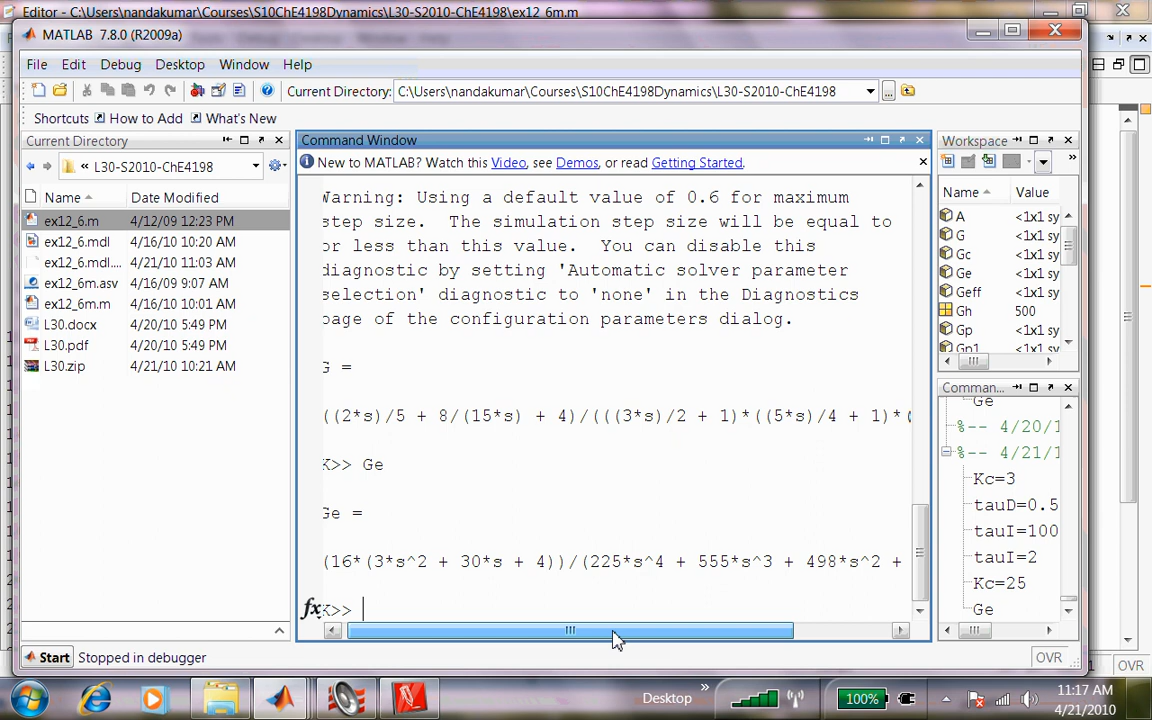 Editor - C:\Users\nandakumar\Courses\S10ChE4198Dynamics\L30-S2010-ChE4198\ex12_6m.m
MATLAB 7.8.0 (R2009a)
File Edit Debug Desktop Window Help
Current Directory: C:\Users\nandakumar\Courses\S10ChE4198Dynamics\L30-S2010-ChE4198
Shortcuts How to Add What's New
Current Directory
« L30-S2010-ChE4198
Name Date Modified
ex12_6.m 4/12/09 12:23 PM
ex12_6.mdl 4/16/10 10:20 AM
ex12_6.mdl.... 4/21/10 11:03 AM
ex12_6m.asv 4/16/10 9:07 AM
ex12_6m.m 4/16/10 10:01 AM
L30.docx 4/20/10 5:49 PM
L30.pdf 4/20/10 5:49 PM
L30.zip 4/21/10 10:21 AM
Command Window
New to MATLAB? Watch this Video, see Demos, or read Getting Started.
Warning: Using a default value of 0.6 for maximum
step size. The simulation step size will be equal to
or less than this value. You can disable this
diagnostic by setting 'Automatic solver parameter
selection' diagnostic to 'none' in the Diagnostics
page of the configuration parameters dialog.
G =
((2*s)/5 + 8/(15*s) + 4)/(((3*s)/2 + 1)*((5*s)/4 + 1)*(
K>> Ge
Ge =
(16*(3*s^2 + 30*s + 4))/(225*s^4 + 555*s^3 + 498*s^2 +
fx K>>
Workspace
Name Value
A <1x1 sy
G <1x1 sy
Gc <1x1 sy
Ge <1x1 sy
Geff <1x1 sy
Gh 500
Gp <1x1 sy
Gp1 <1x1 sy
Comman...
Ge
%-- 4/20/1
%-- 4/21/1
Kc=3
tauD=0.5
tauI=100
tauI=2
Kc=25
Ge
Start Stopped in debugger
OVR
OVR
Desktop »
100%
11:17 AM
4/21/2010